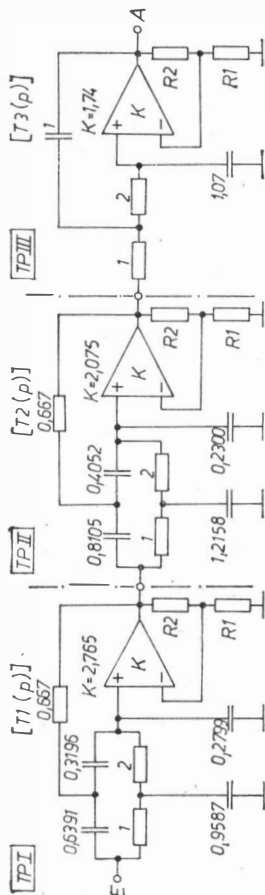 TPI
[T1(p)]
0,667
E
0,6391
0,3196
1
2
0,9587
0,2799
K=2,765
+
K
-
R2
R1
TPII
[T2(p)]
0,667
0,8105
0,4052
1
2
1,2158
0,2300
K=2,075
+
K
-
R2
R1
TPIII
[T3(p)]
1
1
2
1,07
K=1,74
+
K
-
R2
R1
A